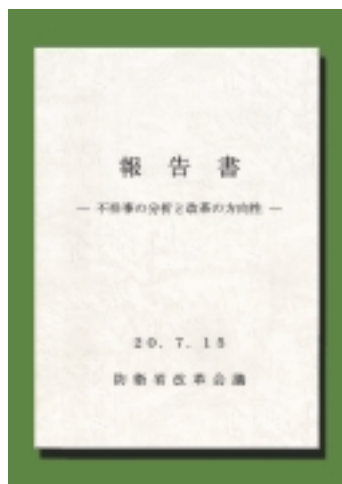 報告書
― 不祥事の分析と改革の方向性 ―
20.7.15
防衛省改革会議